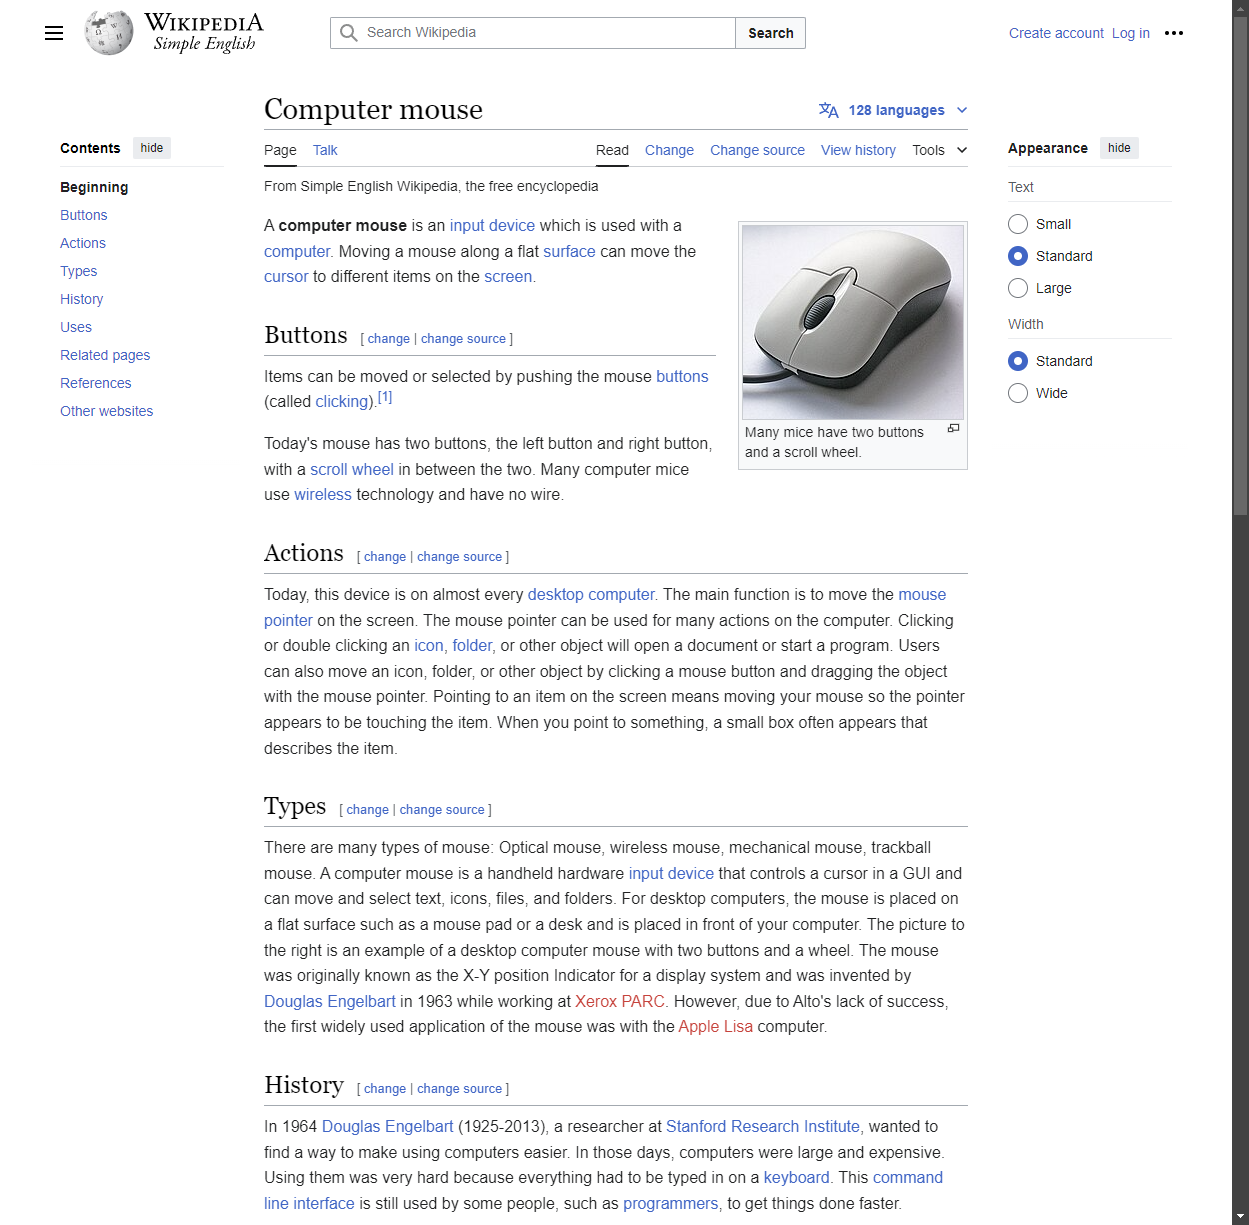 WIKIPEDIA
Simple English
Search Wikipedia
Search
Create account Log in
Computer mouse
128 languages
Contents hide
Beginning
Buttons
Actions
Types
History
Uses
Related pages
References
Other websites
Page Talk
Read Change Change source View history Tools
From Simple English Wikipedia, the free encyclopedia
A computer mouse is an input device which is used with a
computer. Moving a mouse along a flat surface can move the
cursor to different items on the screen.
Many mice have two buttons
and a scroll wheel.
Buttons [ change | change source ]
Items can be moved or selected by pushing the mouse buttons
(called clicking).[1]
Today's mouse has two buttons, the left button and right button,
with a scroll wheel in between the two. Many computer mice
use wireless technology and have no wire.
Actions [ change | change source ]
Today, this device is on almost every desktop computer. The main function is to move the mouse
pointer on the screen. The mouse pointer can be used for many actions on the computer. Clicking
or double clicking an icon, folder, or other object will open a document or start a program. Users
can also move an icon, folder, or other object by clicking a mouse button and dragging the object
with the mouse pointer. Pointing to an item on the screen means moving your mouse so the pointer
appears to be touching the item. When you point to something, a small box often appears that
describes the item.
Types [ change | change source ]
There are many types of mouse: Optical mouse, wireless mouse, mechanical mouse, trackball
mouse. A computer mouse is a handheld hardware input device that controls a cursor in a GUI and
can move and select text, icons, files, and folders. For desktop computers, the mouse is placed on
a flat surface such as a mouse pad or a desk and is placed in front of your computer. The picture to
the right is an example of a desktop computer mouse with two buttons and a wheel. The mouse
was originally known as the X-Y position Indicator for a display system and was invented by
Douglas Engelbart in 1963 while working at Xerox PARC. However, due to Alto's lack of success,
the first widely used application of the mouse was with the Apple Lisa computer.
History [ change | change source ]
In 1964 Douglas Engelbart (1925-2013), a researcher at Stanford Research Institute, wanted to
find a way to make using computers easier. In those days, computers were large and expensive.
Using them was very hard because everything had to be typed in on a keyboard. This command
line interface is still used by some people, such as programmers, to get things done faster.
Appearance hide
Text
Small
Standard
Large
Width
Standard
Wide